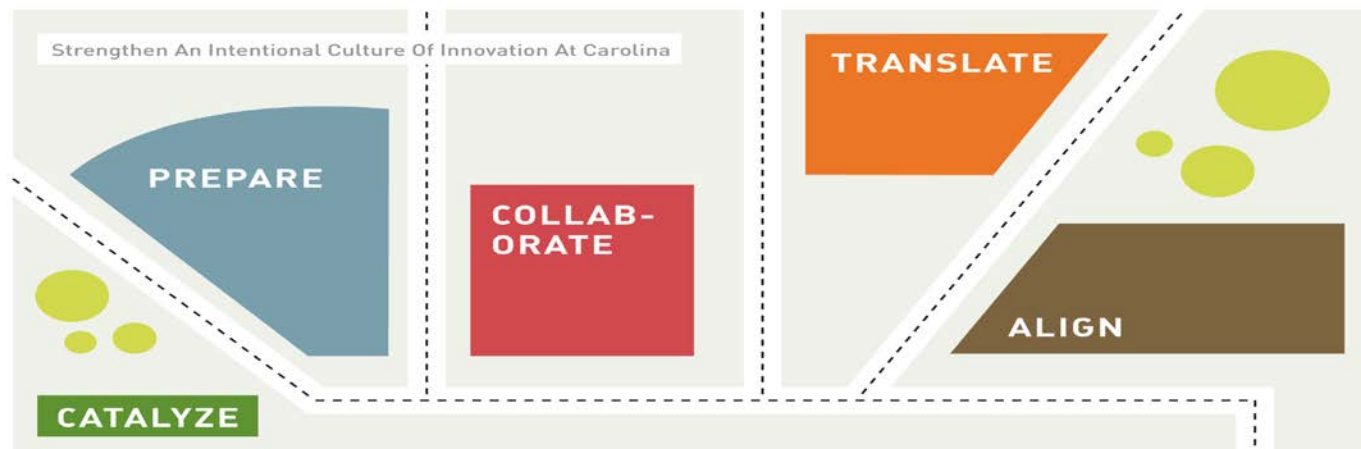 Strengthen An Intentional Culture Of Innovation At Carolina
TRANSLATE
PREPARE
COLLAB-
ORATE
ALIGN
CATALYZE